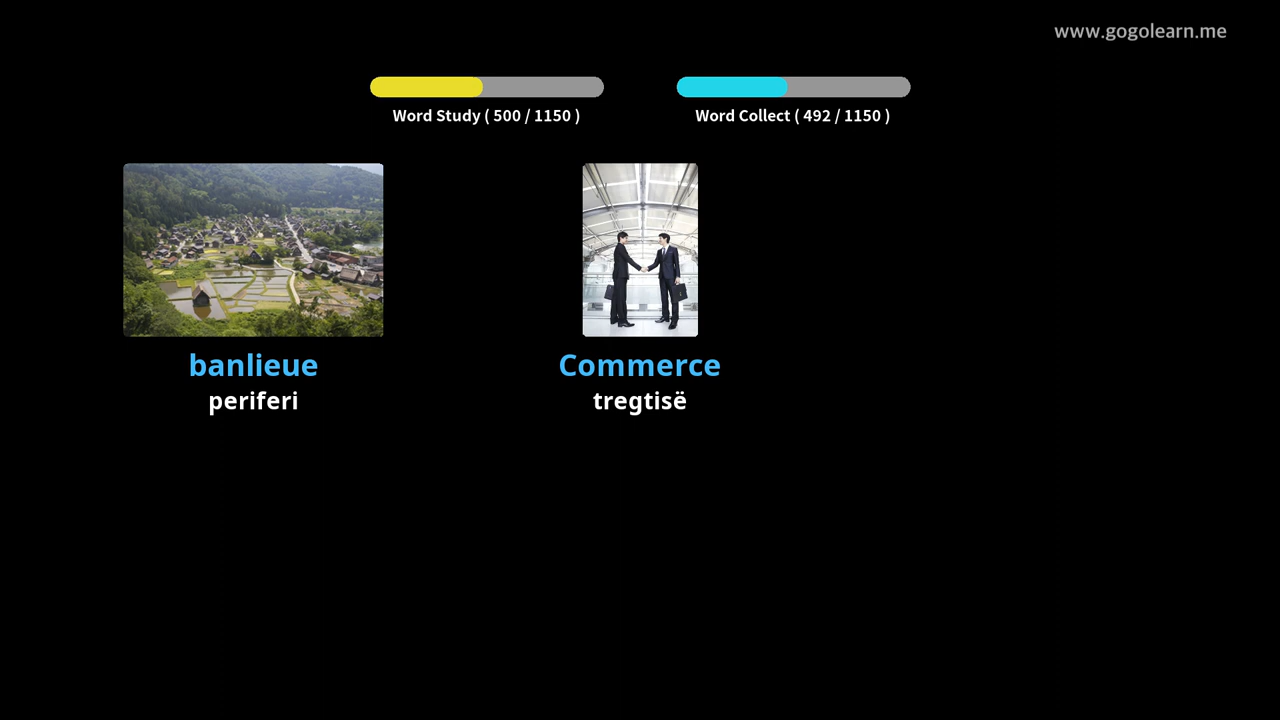 www.gogolearn.me
Word Study ( 500 / 1150 )
Word Collect ( 492 / 1150 )
banlieue
periferi
Commerce
tregtisë